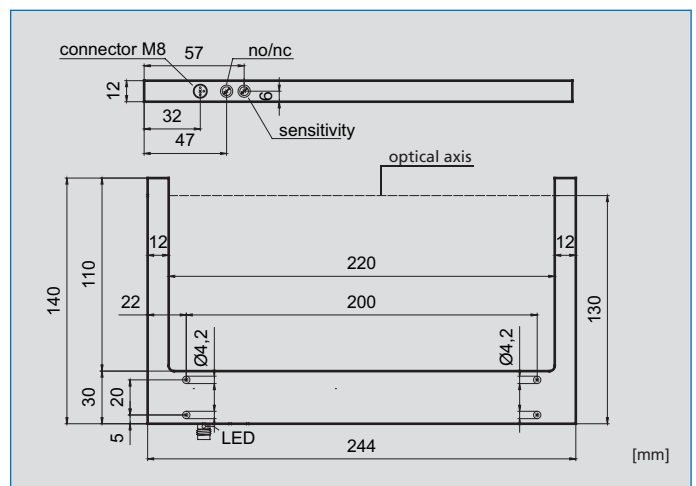 connector M8
57
no/nc
12
6
32
sensitivity
47
optical axis
12
12
220
110
140
22
200
130
Ø4,2
Ø4,2
30
20
5
LED
244
[mm]